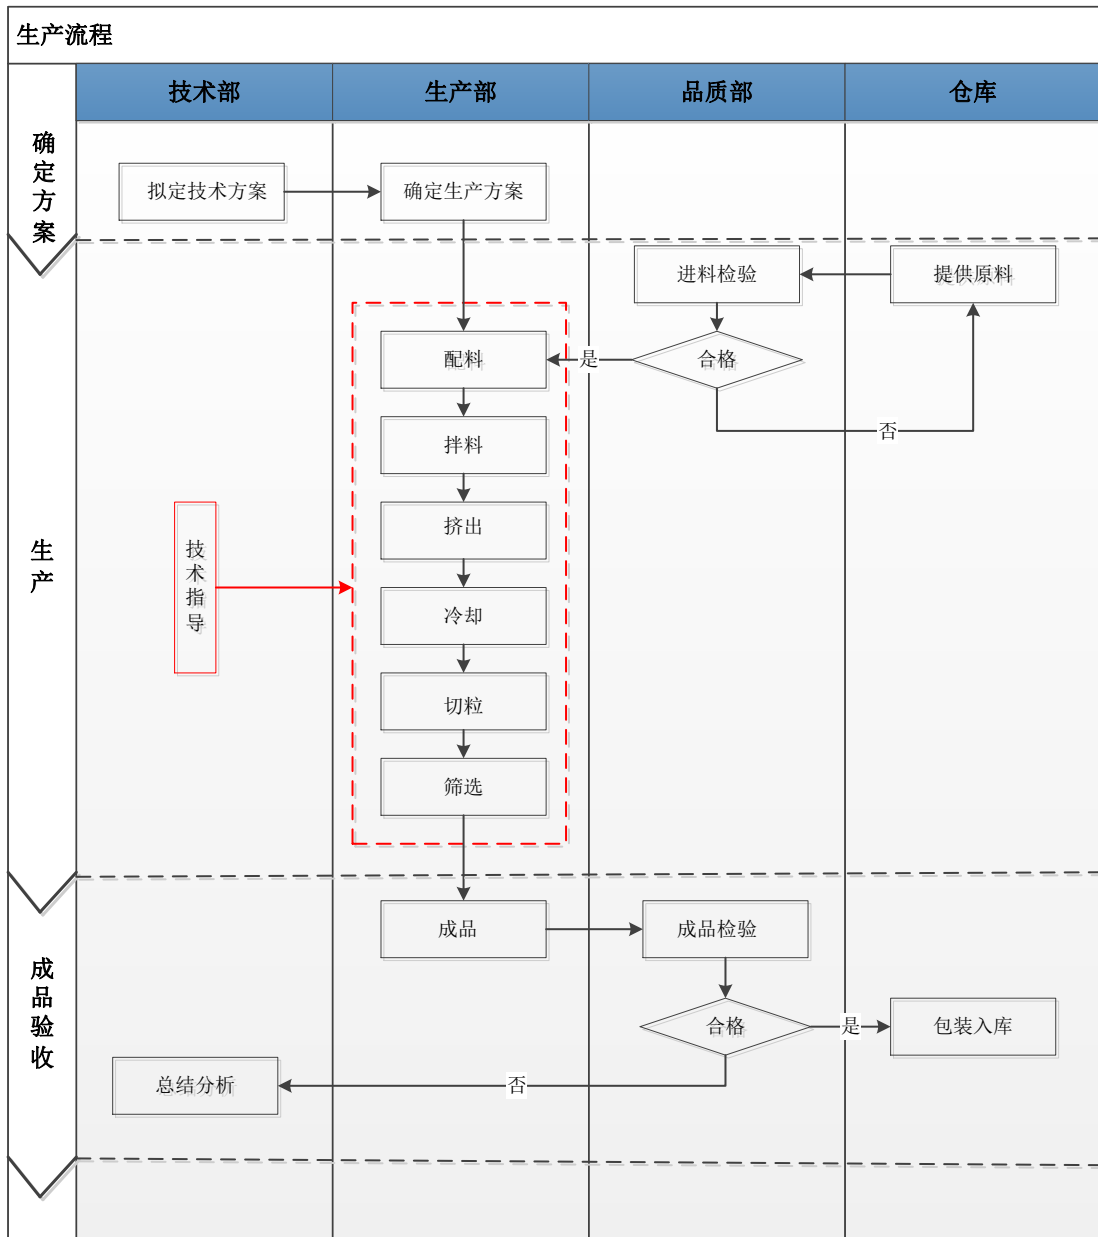 生产流程
技术部
生产部
品质部
仓库
确定方案
拟定技术方案
确定生产方案
进料检验
提供原料
配料
是
合格
否
拌料
生产
技术指导
挤出
冷却
切粒
筛选
成品验收
成品
成品检验
合格
是
包装入库
否
总结分析